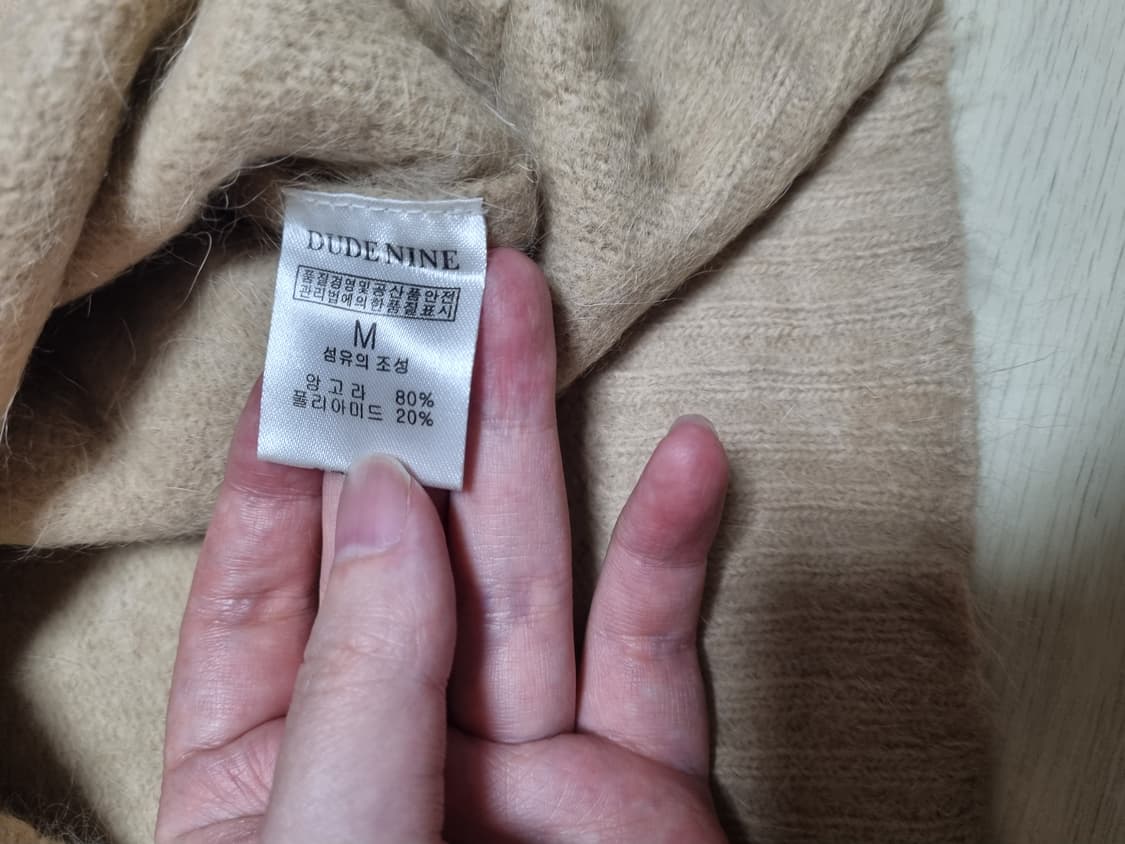 DUDE NINE
품질경영및공산품안전
관리법에의한품질표시
M
섬유의 조성
앙 고 라 80%
폴리아미드 20%